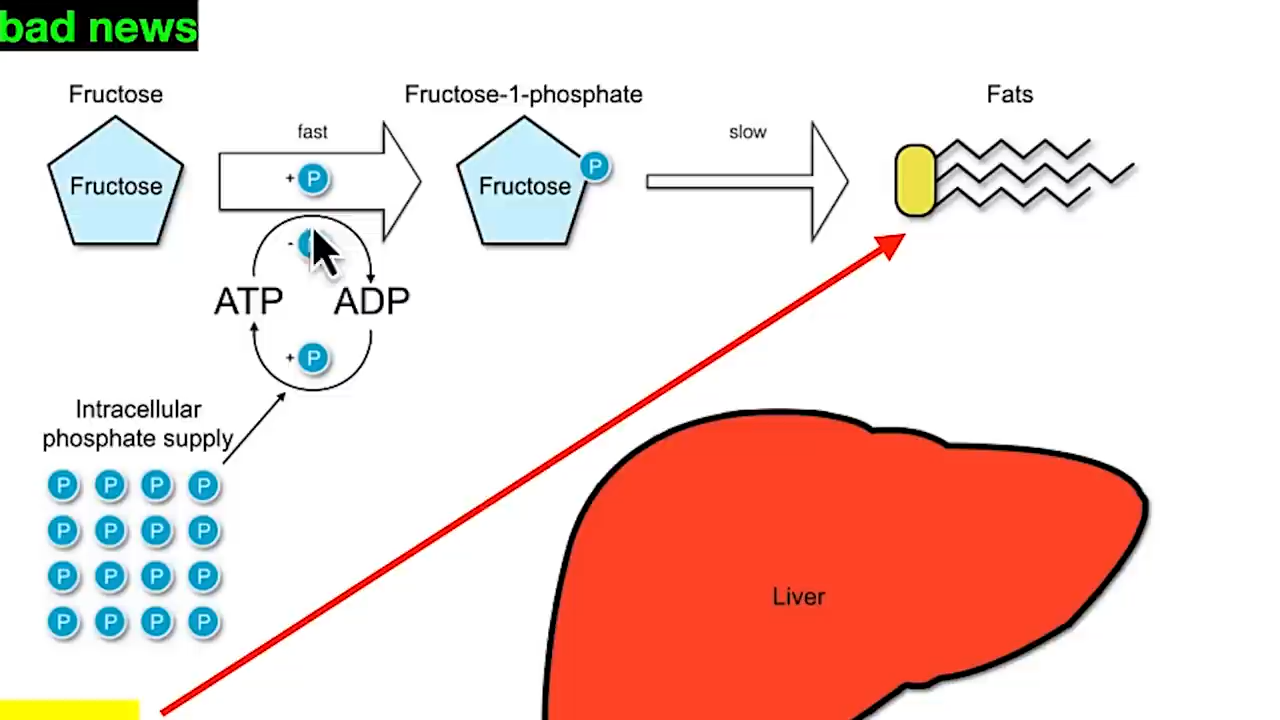 bad news
Fructose
Fructose-1-phosphate
Fats
fast
slow
Fructose
+ P
Fructose
P
-
ATP
ADP
+ P
Intracellular
phosphate supply
P P P P
P P P P
P P P P
P P P P
Liver